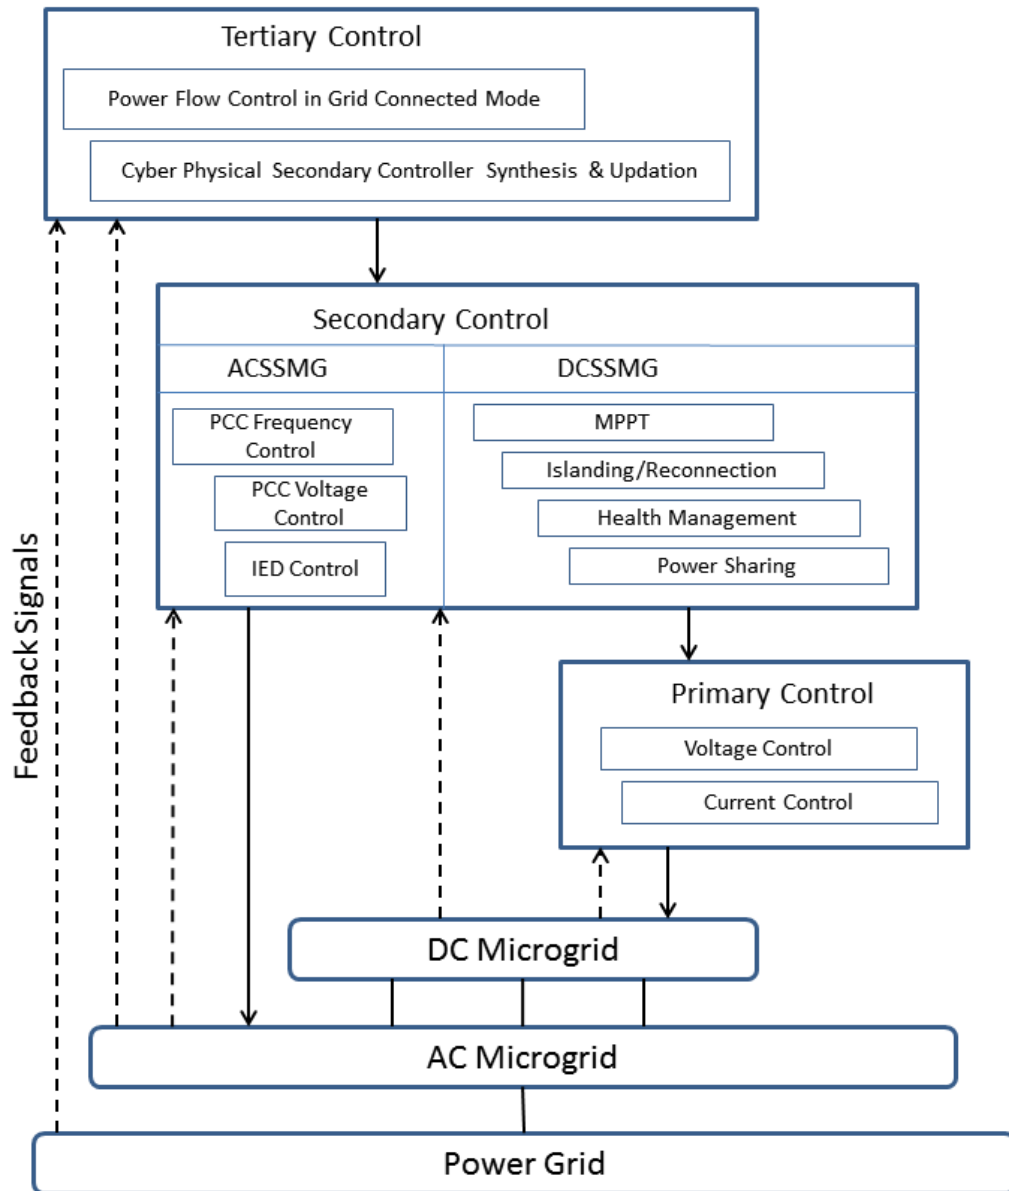 Tertiary Control
Power Flow Control in Grid Connected Mode
Cyber Physical Secondary Controller Synthesis & Updation
Secondary Control
ACSSMG
DCSSMG
PCC Frequency
Control
PCC Voltage
Control
IED Control
MPPT
Islanding/Reconnection
Health Management
Power Sharing
Feedback Signals
Primary Control
Voltage Control
Current Control
DC Microgrid
AC Microgrid
Power Grid